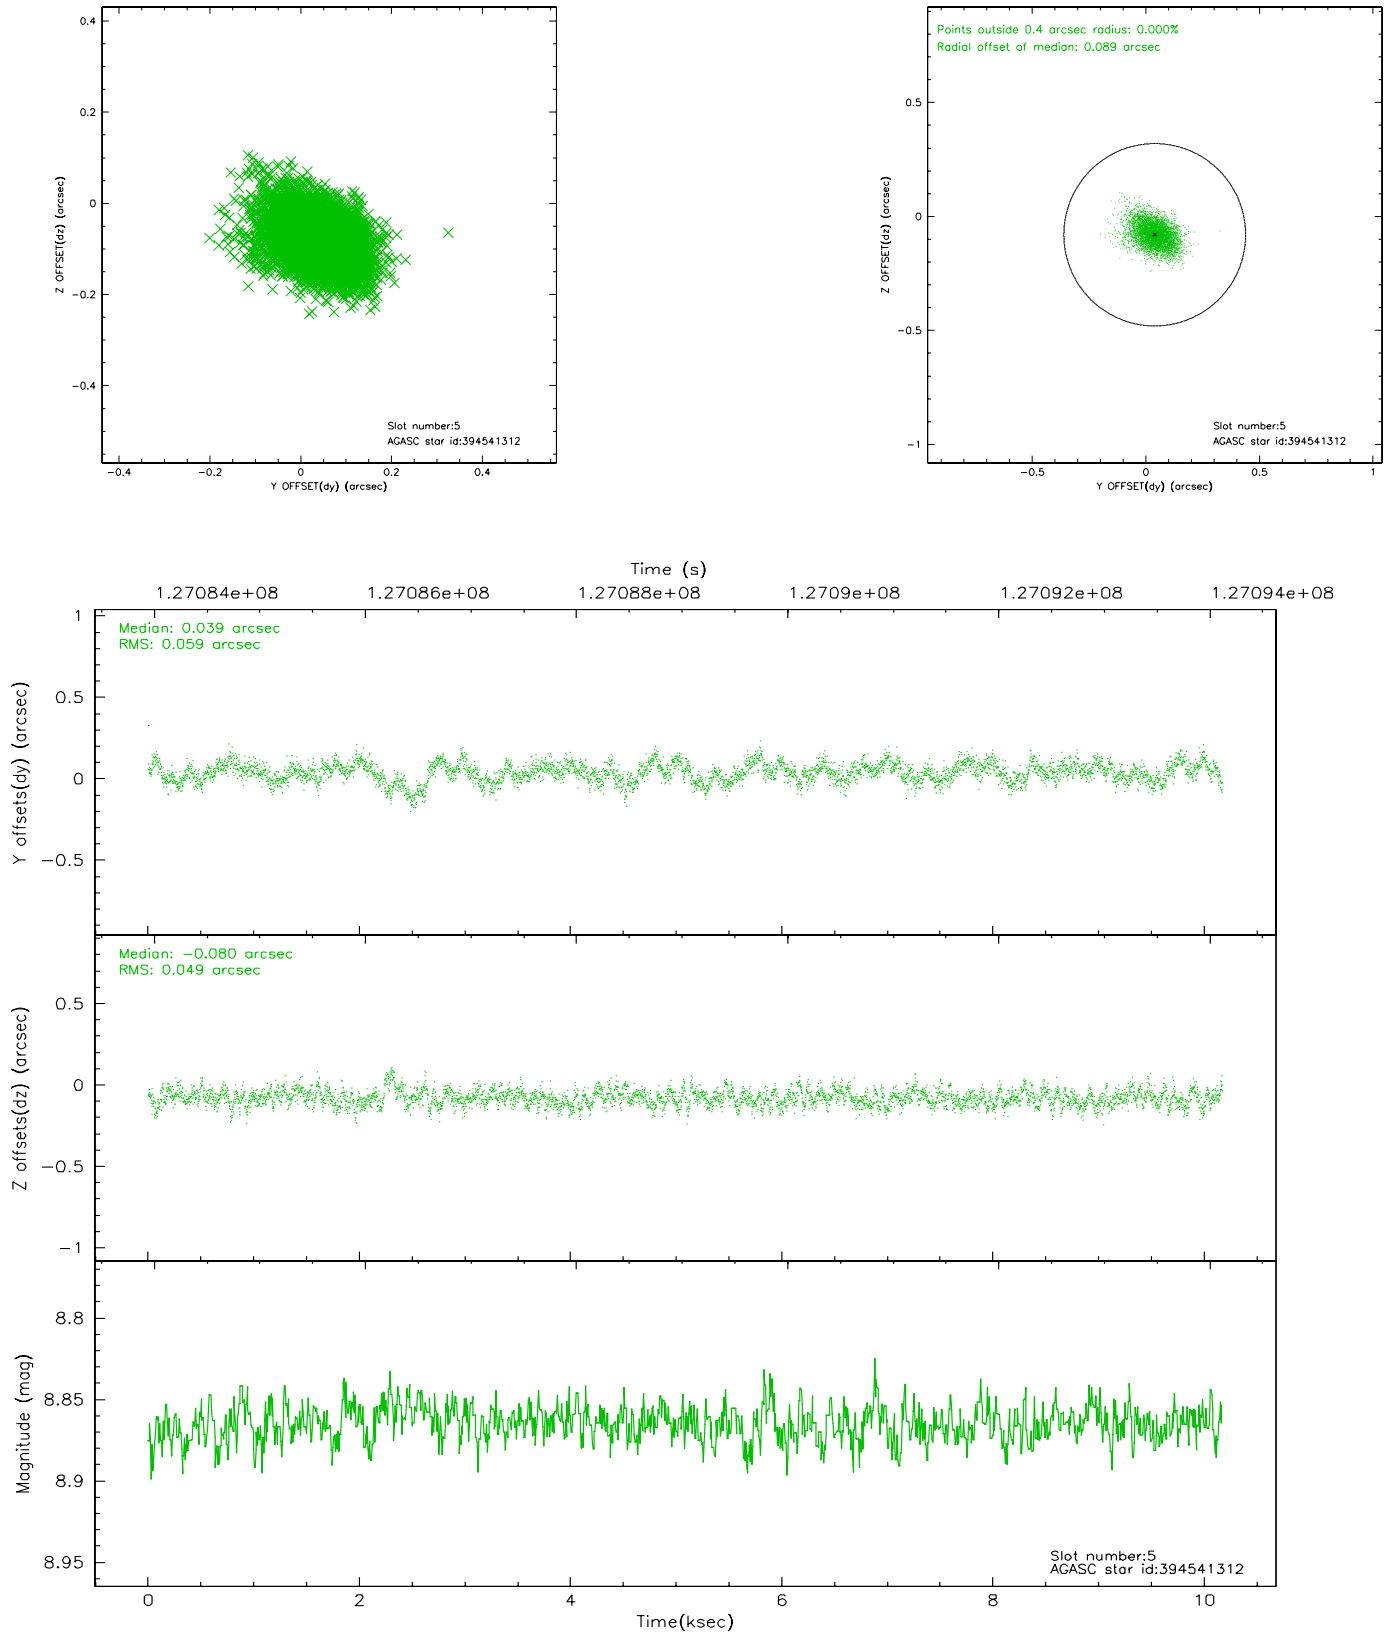 0.4
0.2
0
−0.2
−0.4
Z OFFSET(dz) (arcsec)
Slot number:5
AGASC star id:394541312
−0.4 −0.2 0 0.2 0.4
Y OFFSET(dy) (arcsec)
Points outside 0.4 arcsec radius: 0.000%
Radial offset of median: 0.089 arcsec
0.5
0
−0.5
−1
Z OFFSET(dz) (arcsec)
Slot number:5
AGASC star id:394541312
−0.5 0 0.5 1
Y OFFSET(dy) (arcsec)
Time (s)
1.27084e+08 1.27086e+08 1.27088e+08 1.2709e+08 1.27092e+08 1.27094e+08
Median: 0.039 arcsec
RMS: 0.059 arcsec
1
0.5
0
−0.5
Y offsets(dy) (arcsec)
Median: −0.080 arcsec
RMS: 0.049 arcsec
0.5
0
−0.5
−1
Z offsets(dz) (arcsec)
8.8
8.85
8.9
8.95
Magnitude (mag)
Slot number:5
AGASC star id:394541312
0 2 4 6 8 10
Time(ksec)